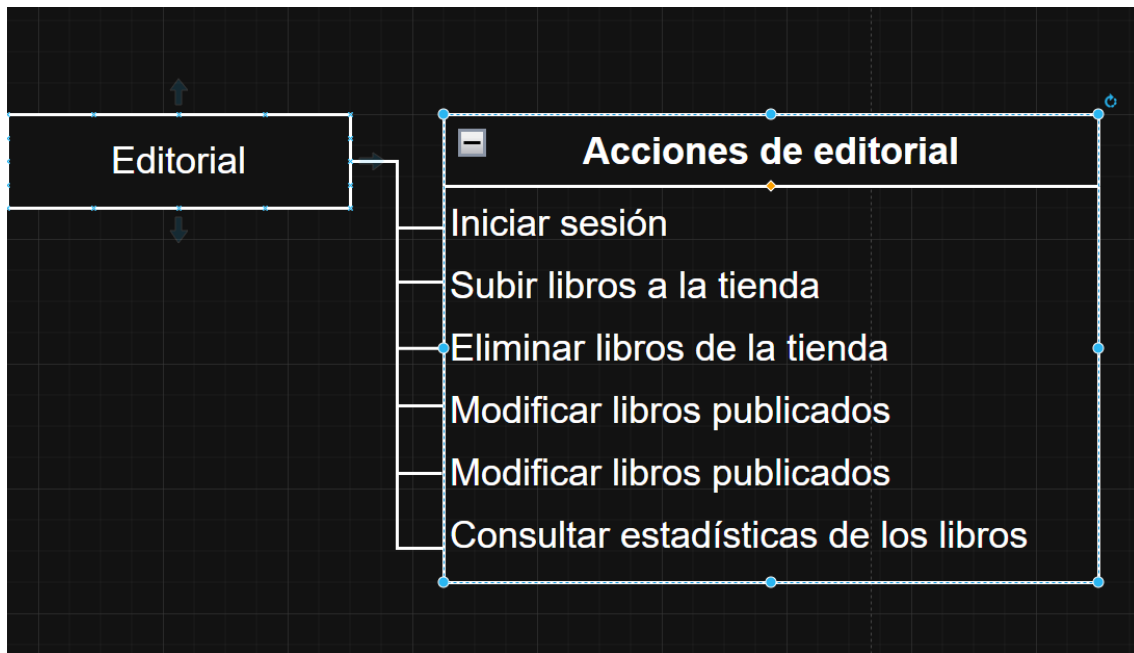 Editorial
Acciones de editorial
Iniciar sesión
Subir libros a la tienda
Eliminar libros de la tienda
Modificar libros publicados
Modificar libros publicados
Consultar estadísticas de los libros